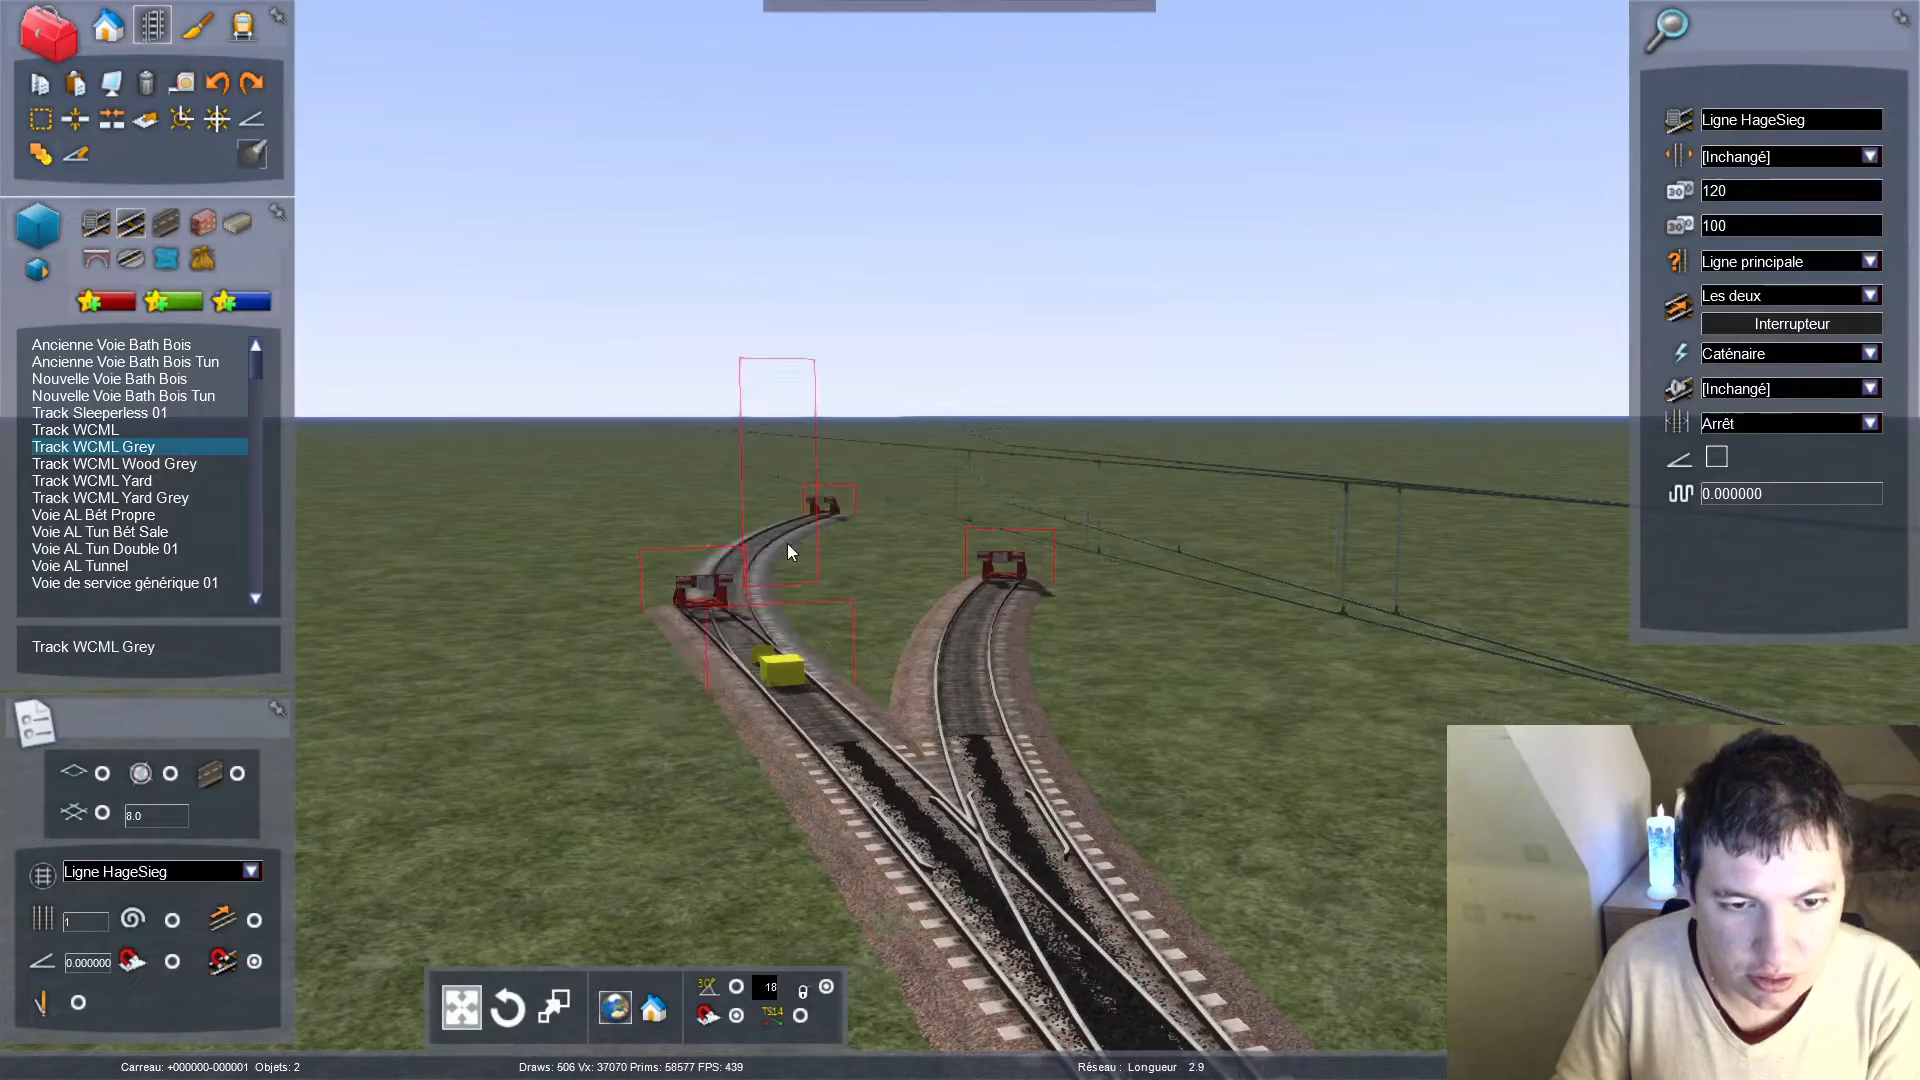 Ancienne Voie Bath Bois
Ancienne Voie Bath Bois Tun
Nouvelle Voie Bath Bois
Nouvelle Voie Bath Bois Tun
Track Sleeperless 01
Track WCML
Track WCML Grey
Track WCML Wood Grey
Track WCML Yard
Track WCML Yard Grey
Voie AL Bét Propre
Voie AL Tun Bét Sale
Voie AL Tun Double 01
Voie AL Tunnel
Voie de service générique 01
Track WCML Grey
8.0
Ligne HageSieg
1
0.000000
Ligne HageSieg
[Inchangé]
120
100
Ligne principale
Les deux
Interrupteur
Caténaire
[Inchangé]
Arrêt
0.000000
30°
18
TS14
Carreau: +000000-000001 Objets: 2
Draws: 506 Vx: 37070 Prims: 58577 FPS: 439
Réseau : Longueur 2.9